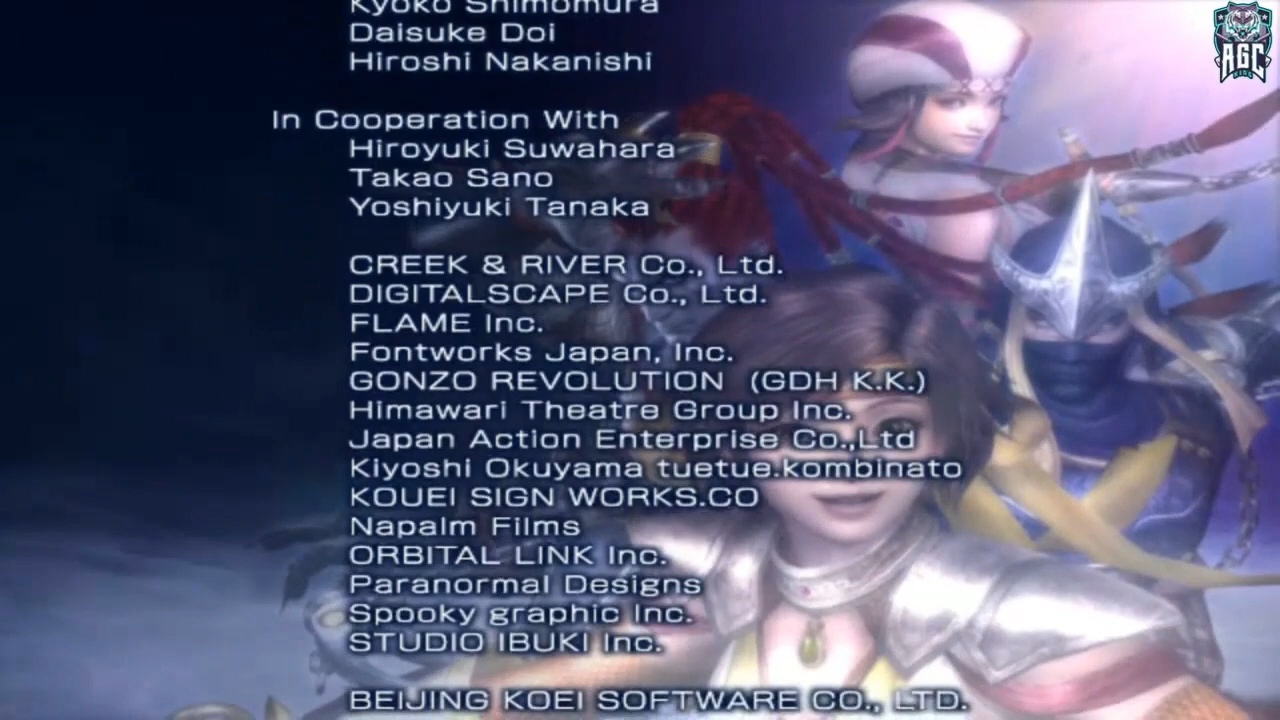 Kyoko Shimomura
Daisuke Doi
Hiroshi Nakanishi
In Cooperation With
Hiroyuki Suwahara
Takao Sano
Yoshiyuki Tanaka
CREEK & RIVER Co., Ltd.
DIGITALSCAPE Co., Ltd.
FLAME Inc.
Fontworks Japan, Inc.
GONZO REVOLUTION (GDH K.K.)
Himawari Theatre Group Inc.
Japan Action Enterprise Co.,Ltd
Kiyoshi Okuyama tuetue.kombinato
KOUEI SIGN WORKS.CO
Napalm Films
ORBITAL LINK Inc.
Paranormal Designs
Spooky graphic Inc.
STUDIO IBUKI Inc.
BEIJING KOEI SOFTWARE CO., LTD.
AGC